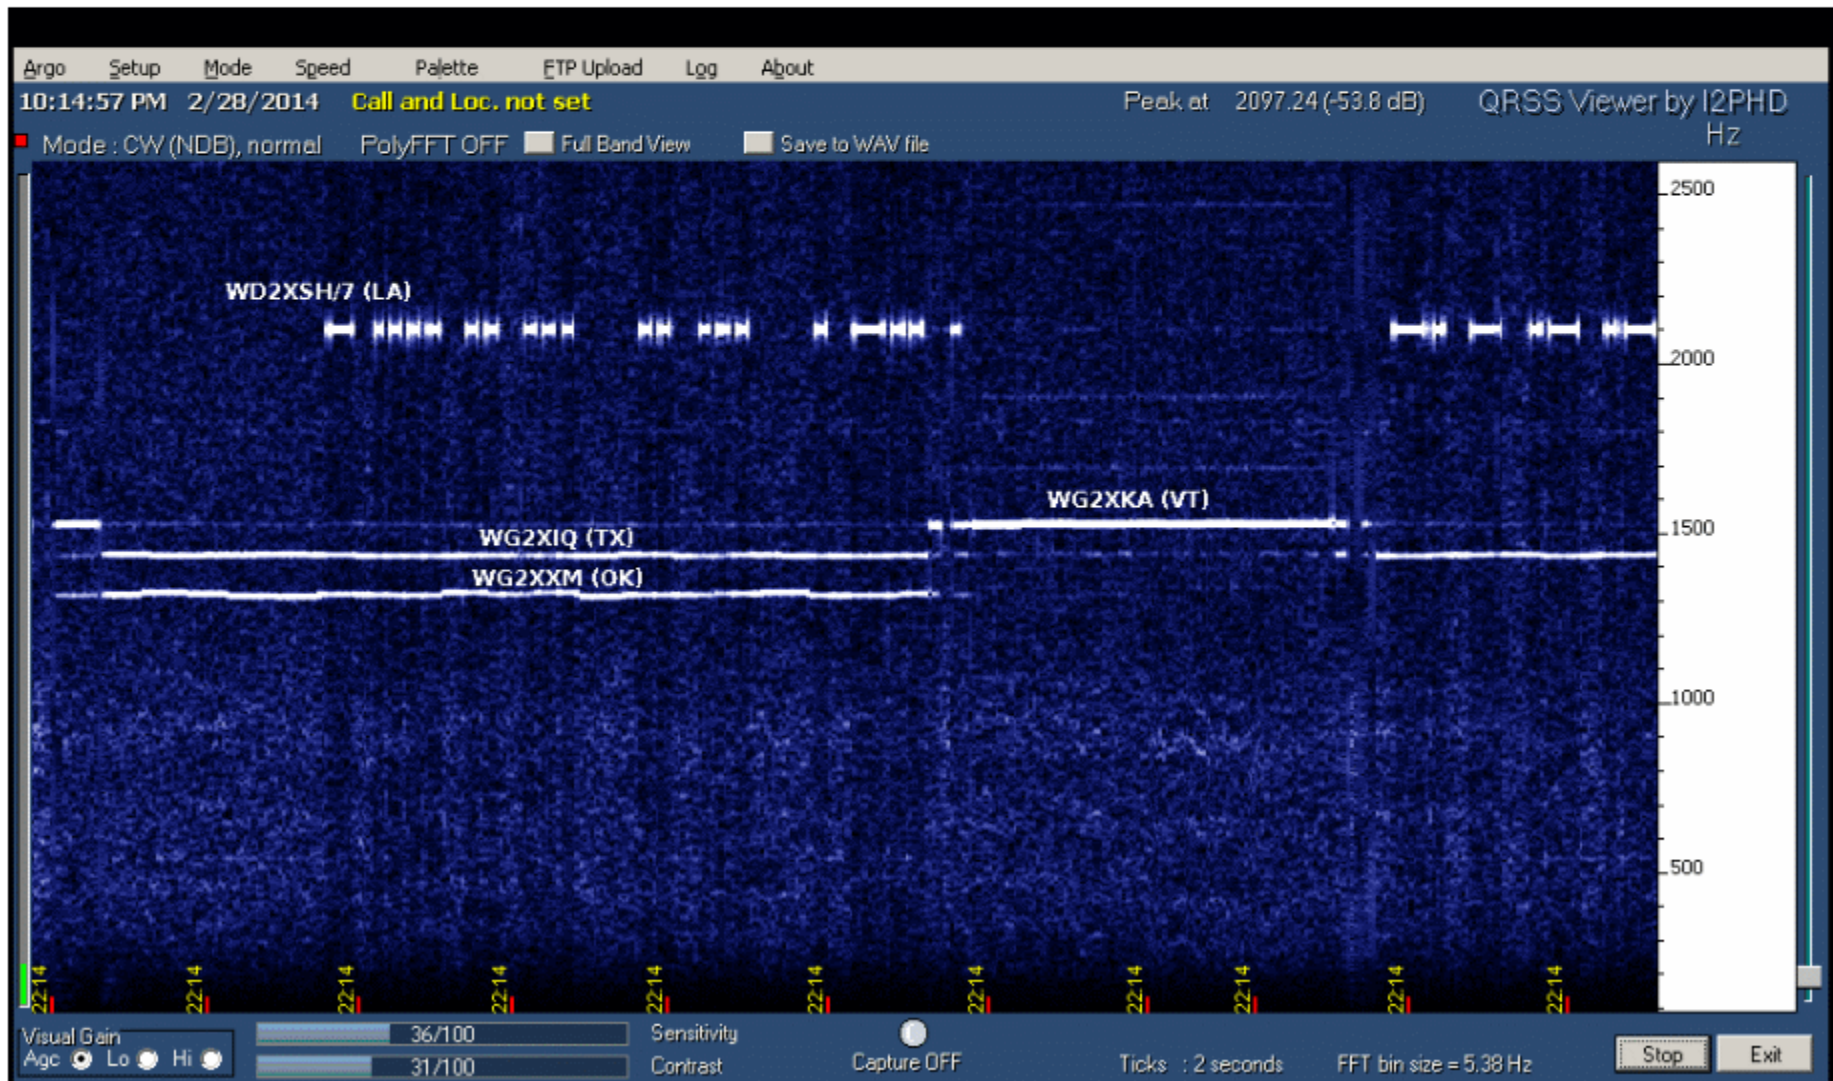 Argo Setup Mode Speed Palette FTP Upload Log About
10:14:57 PM 2/28/2014 Call and Loc. not set Peak at 2097.24 (-53.8 dB) QRSS Viewer by I2PHD
Hz
Mode : CW (NDB), normal PolyFFT OFF Full Band View Save to WAV file
2500
WD2XSH/7 (LA)
2000
WG2XKA (VT)
1500
WG2XIQ (TX)
WG2XXM (OK)
1000
500
22:14 22:14 22:14 22:14 22:14 22:14 22:14 22:14 22:14 22:14 22:14
Visual Gain 36/100 Sensitivity
Agc Lo Hi 31/100 Contrast Capture OFF Ticks : 2 seconds FFT bin size = 5.38 Hz Stop Exit